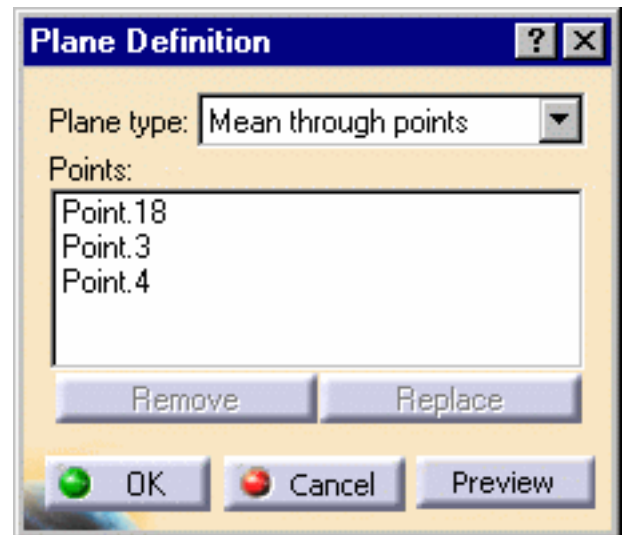 Plane Definition ? X
Plane type: Mean through points
Points:
Point.18
Point.3
Point.4
Remove Replace
OK Cancel Preview